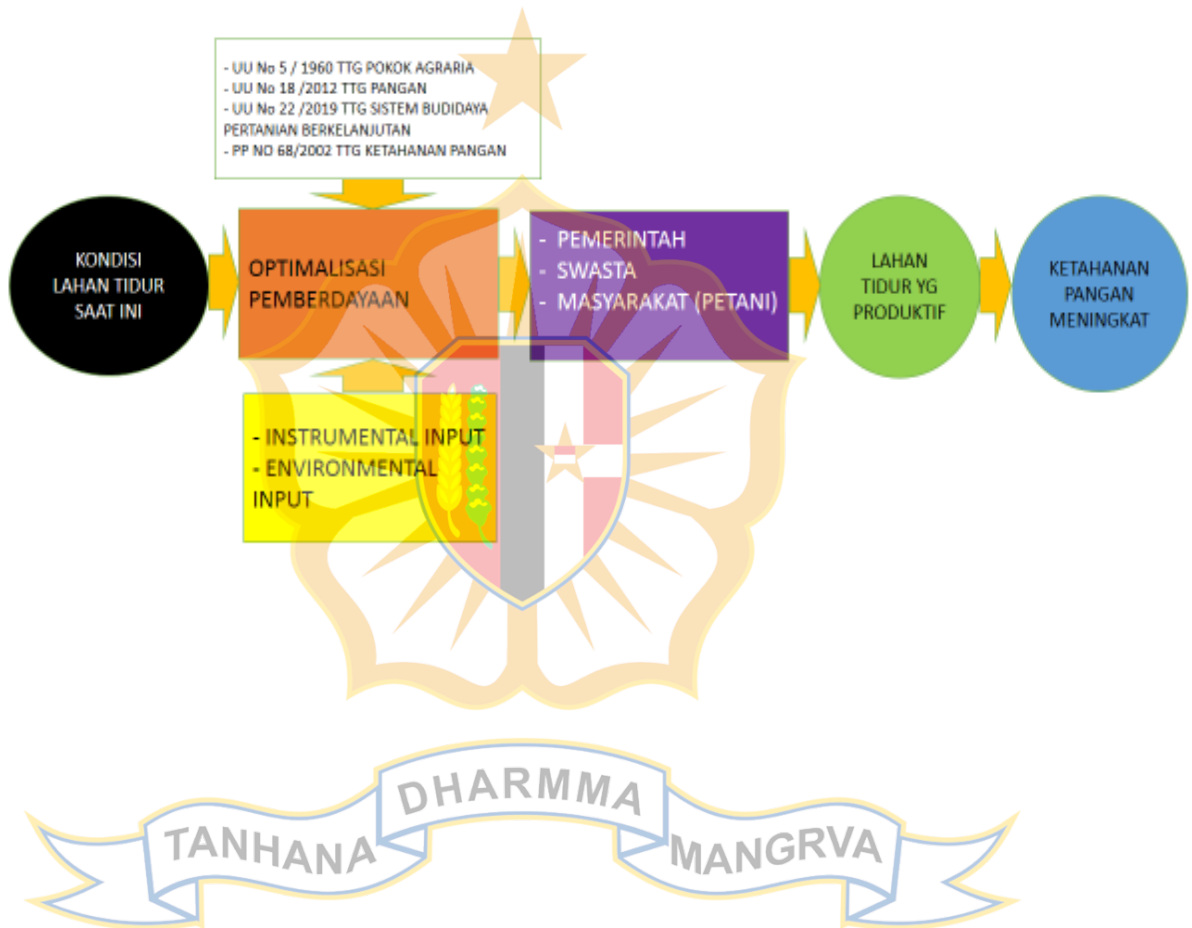 - UU No 5 / 1960 TTG POKOK AGRARIA
- UU No 18 /2012 TTG PANGAN
- UU No 22 /2019 TTG SISTEM BUDIDAYA
PERTANIAN BERKELANJUTAN
- PP NO 68/2002 TTG KETAHANAN PANGAN
KONDISI
LAHAN TIDUR
SAAT INI
OPTIMALISASI
PEMBERDAYAAN
- PEMERINTAH
- SWASTA
- MASYARAKAT (PETANI)
LAHAN
TIDUR YG
PRODUKTIF
KETAHANAN
PANGAN
MENINGKAT
- INSTRUMENTAL INPUT
- ENVIRONMENTAL
INPUT
TANHANA DHARMMA MANGRVA